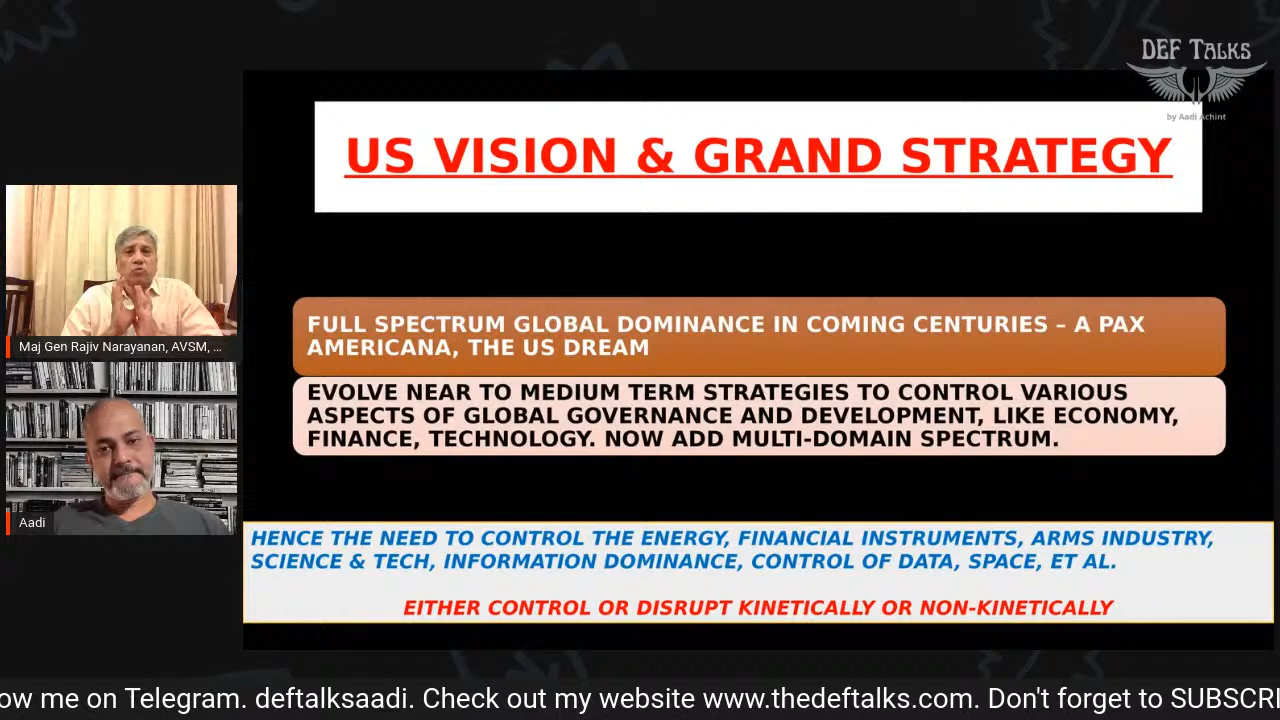 DEF TALKS
by Aadi Achint
US VISION & GRAND STRATEGY
FULL SPECTRUM GLOBAL DOMINANCE IN COMING CENTURIES – A PAX
AMERICANA, THE US DREAM
EVOLVE NEAR TO MEDIUM TERM STRATEGIES TO CONTROL VARIOUS
ASPECTS OF GLOBAL GOVERNANCE AND DEVELOPMENT, LIKE ECONOMY,
FINANCE, TECHNOLOGY. NOW ADD MULTI-DOMAIN SPECTRUM.
HENCE THE NEED TO CONTROL THE ENERGY, FINANCIAL INSTRUMENTS, ARMS INDUSTRY,
SCIENCE & TECH, INFORMATION DOMINANCE, CONTROL OF DATA, SPACE, ET AL.
EITHER CONTROL OR DISRUPT KINETICALLY OR NON-KINETICALLY
Maj Gen Rajiv Narayanan, AVSM, ...
Aadi
ow me on Telegram. deftalksaadi. Check out my website www.thedeftalks.com. Don't forget to SUBSCRI